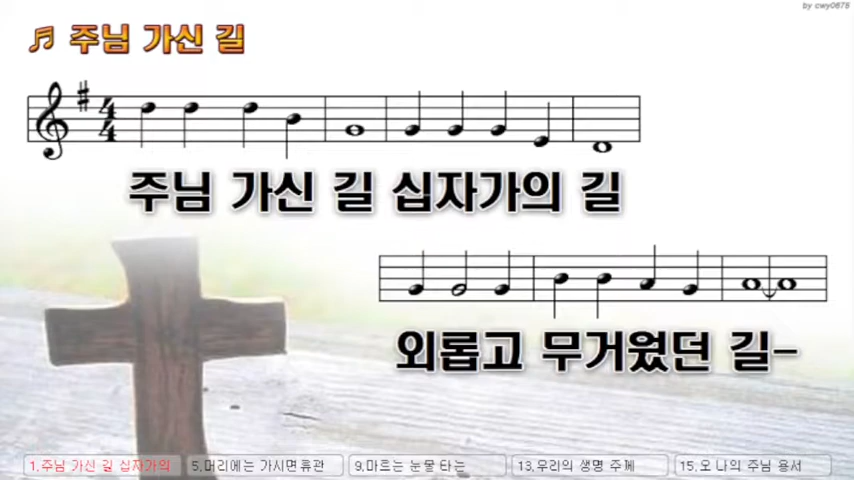 by cwy0678
주님 가신 길
주님 가신 길 십자가의 길
외롭고 무거웠던 길-
1.주님 가신 길 십자가의
5.머리에는 가시면류관
9.마르는 눈물 타는
13.우리의 생명 주께
15.오 나의 주님 용서